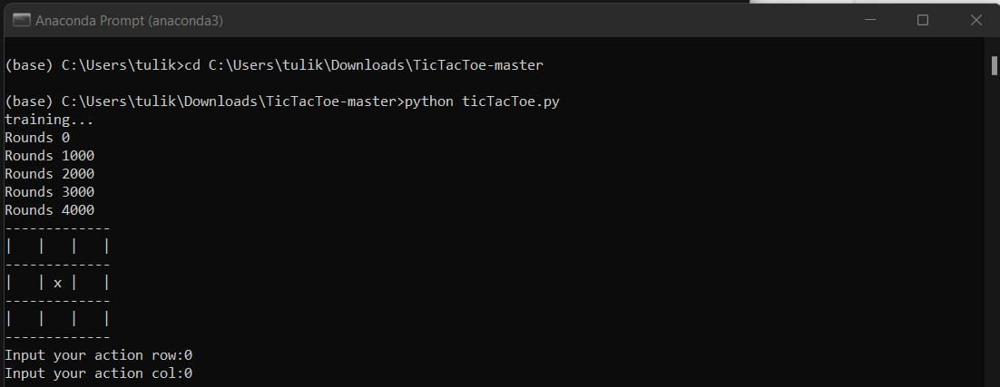 Anaconda Prompt (anaconda3)
(base) C:\Users\tulik>cd C:\Users\tulik\Downloads\TicTacToe-master
(base) C:\Users\tulik\Downloads\TicTacToe-master>python ticTacToe.py
training...
Rounds 0
Rounds 1000
Rounds 2000
Rounds 3000
Rounds 4000
-------------
|   |   |   |
-------------
|   | x |   |
-------------
|   |   |   |
-------------
Input your action row:0
Input your action col:0